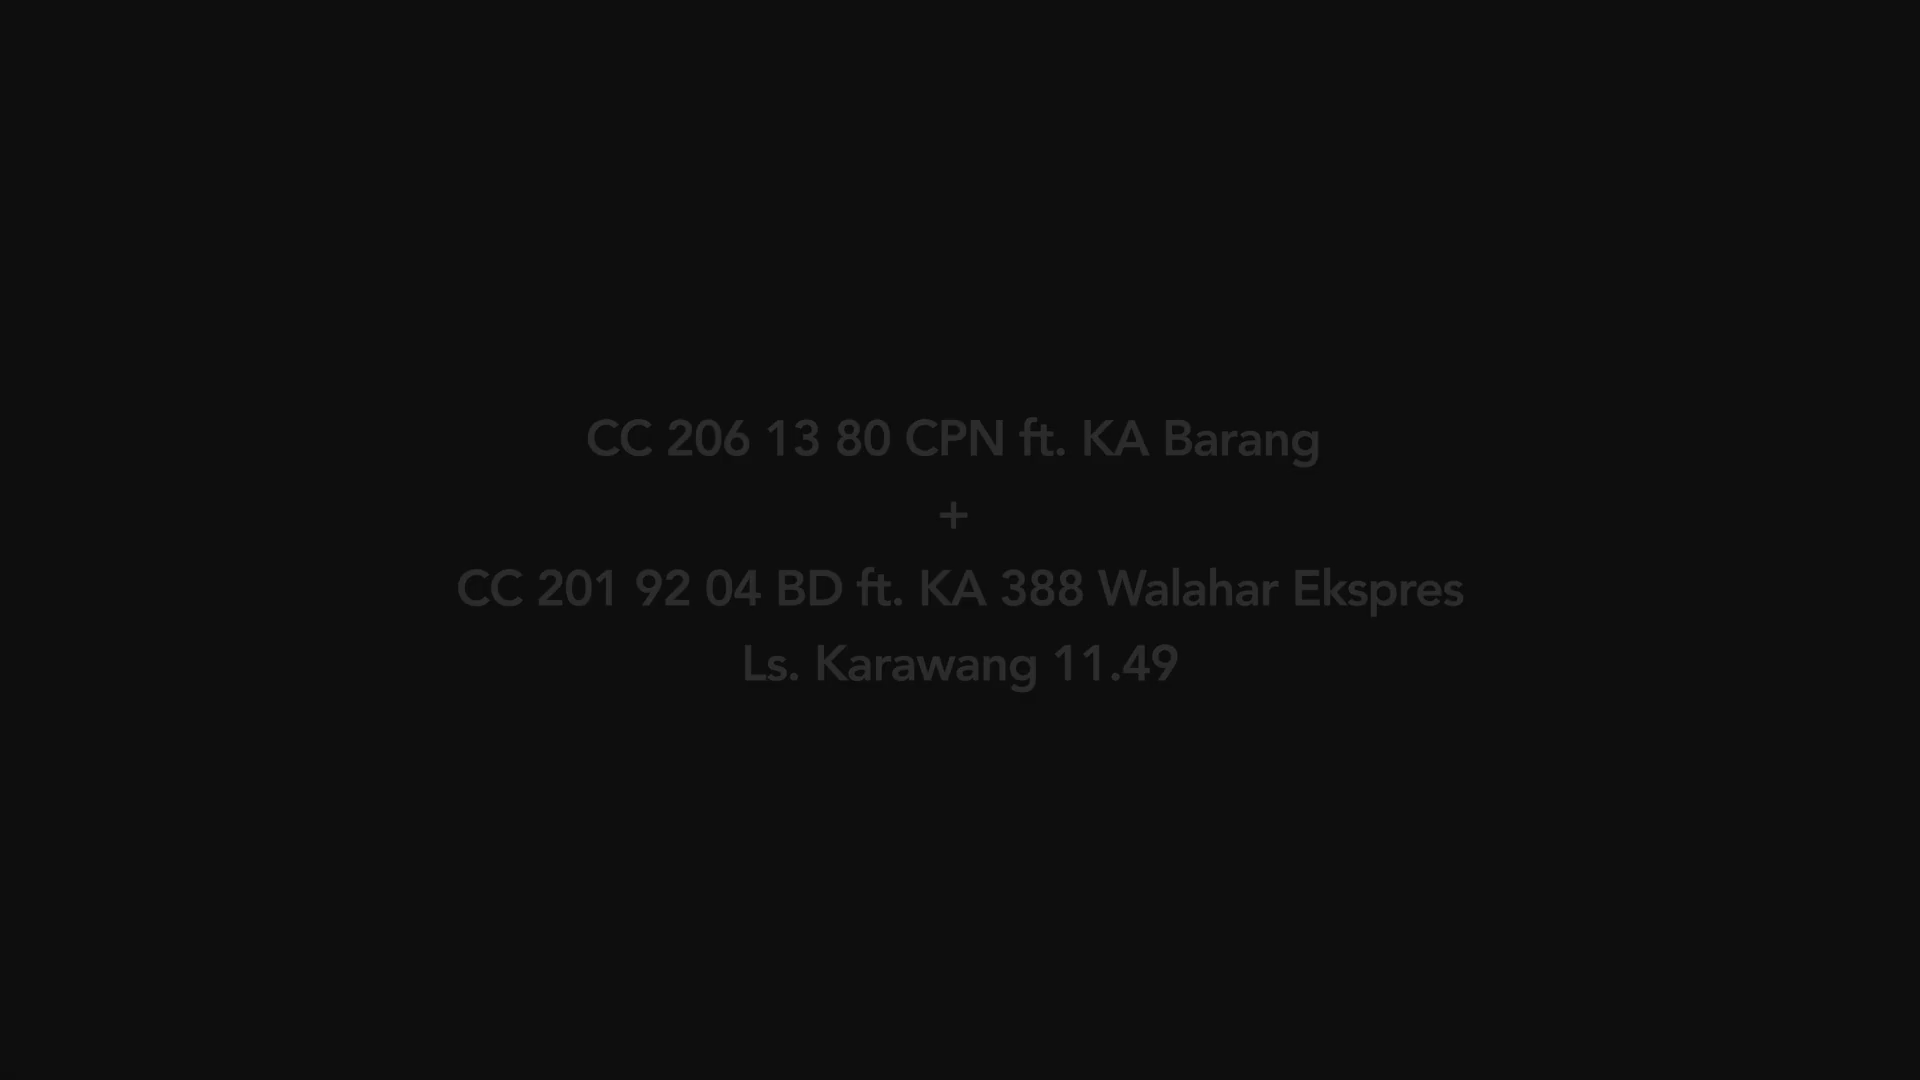 CC 206 13 80 CPN ft. KA Barang
+
CC 201 92 04 BD ft. KA 388 Walahar Ekspres
Ls. Karawang 11.49